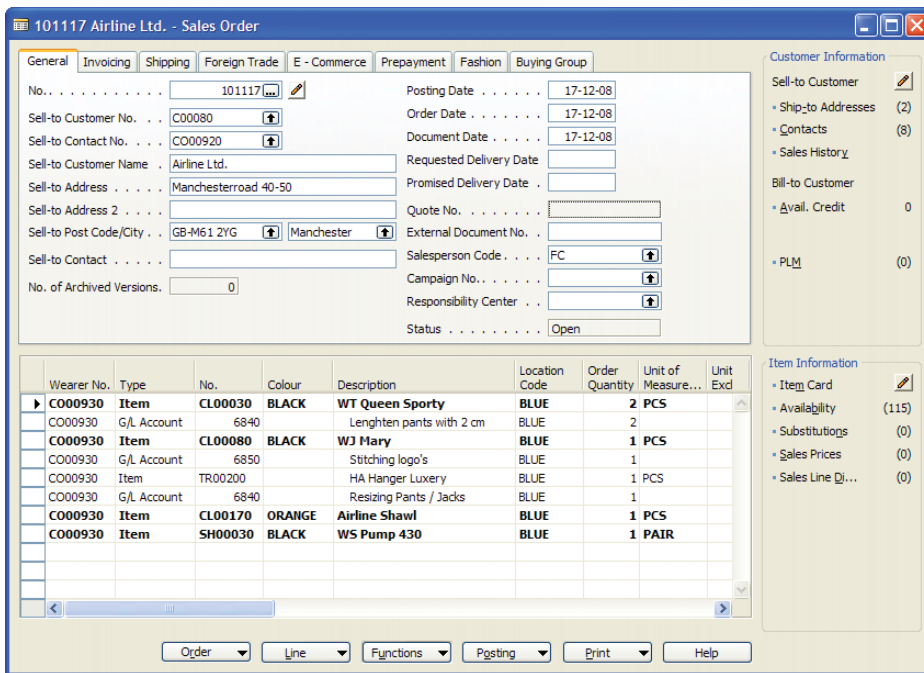 101117 Airline Ltd. - Sales Order
General Invoicing Shipping Foreign Trade E - Commerce Prepayment Fashion Buying Group
No. . . . . . . . . . . . 101117
Sell-to Customer No. . . C00080
Sell-to Contact No. . . . CO00920
Sell-to Customer Name . Airline Ltd.
Sell-to Address . . . . . Manchesterroad 40-50
Sell-to Address 2 . . . .
Sell-to Post Code/City . . GB-M61 2YG Manchester
Sell-to Contact . . . . .
No. of Archived Versions. 0
Posting Date . . . . . . 17-12-08
Order Date . . . . . . . 17-12-08
Document Date . . . . . 17-12-08
Requested Delivery Date
Promised Delivery Date .
Quote No. . . . . . . .
External Document No. . .
Salesperson Code . . . . FC
Campaign No. . . . . . .
Responsibility Center . .
Status . . . . . . . . . Open
Customer Information
Sell-to Customer
Ship-to Addresses (2)
Contacts (8)
Sales History
Bill-to Customer
Avail. Credit 0
PLM (0)
Wearer No. Type No. Colour Description Location Code Order Quantity Unit of Measure... Unit Excl
CO00930 Item CL00030 BLACK WT Queen Sporty BLUE 2 PCS
CO00930 G/L Account 6840 Lenghten pants with 2 cm BLUE 2
CO00930 Item CL00080 BLACK WJ Mary BLUE 1 PCS
CO00930 G/L Account 6850 Stitching logo's BLUE 1
CO00930 Item TR00200 HA Hanger Luxery BLUE 1 PCS
CO00930 G/L Account 6840 Resizing Pants / Jacks BLUE 1
CO00930 Item CL00170 ORANGE Airline Shawl BLUE 1 PCS
CO00930 Item SH00030 BLACK WS Pump 430 BLUE 1 PAIR
Item Information
Item Card
Availability (115)
Substitutions (0)
Sales Prices (0)
Sales Line Di... (0)
Order Line Functions Posting Print Help